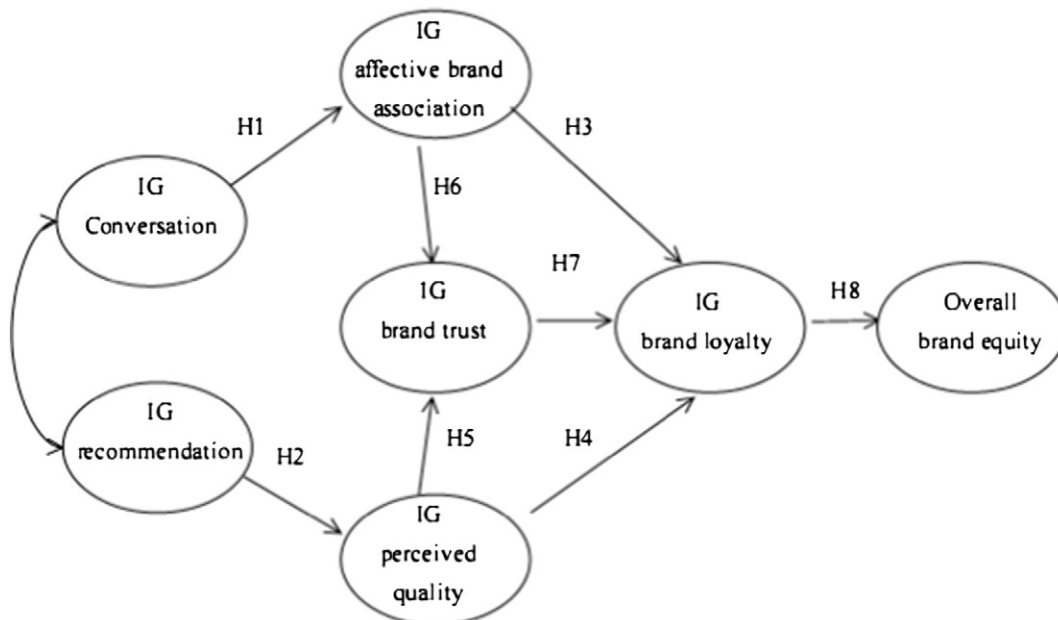 IG
affective brand
association
H1
H3
IG
Conversation
H6
IG
brand trust
H7
IG
brand loyalty
H8
Overall
brand equity
IG
recommendation
H2
H5
H4
IG
perceived
quality